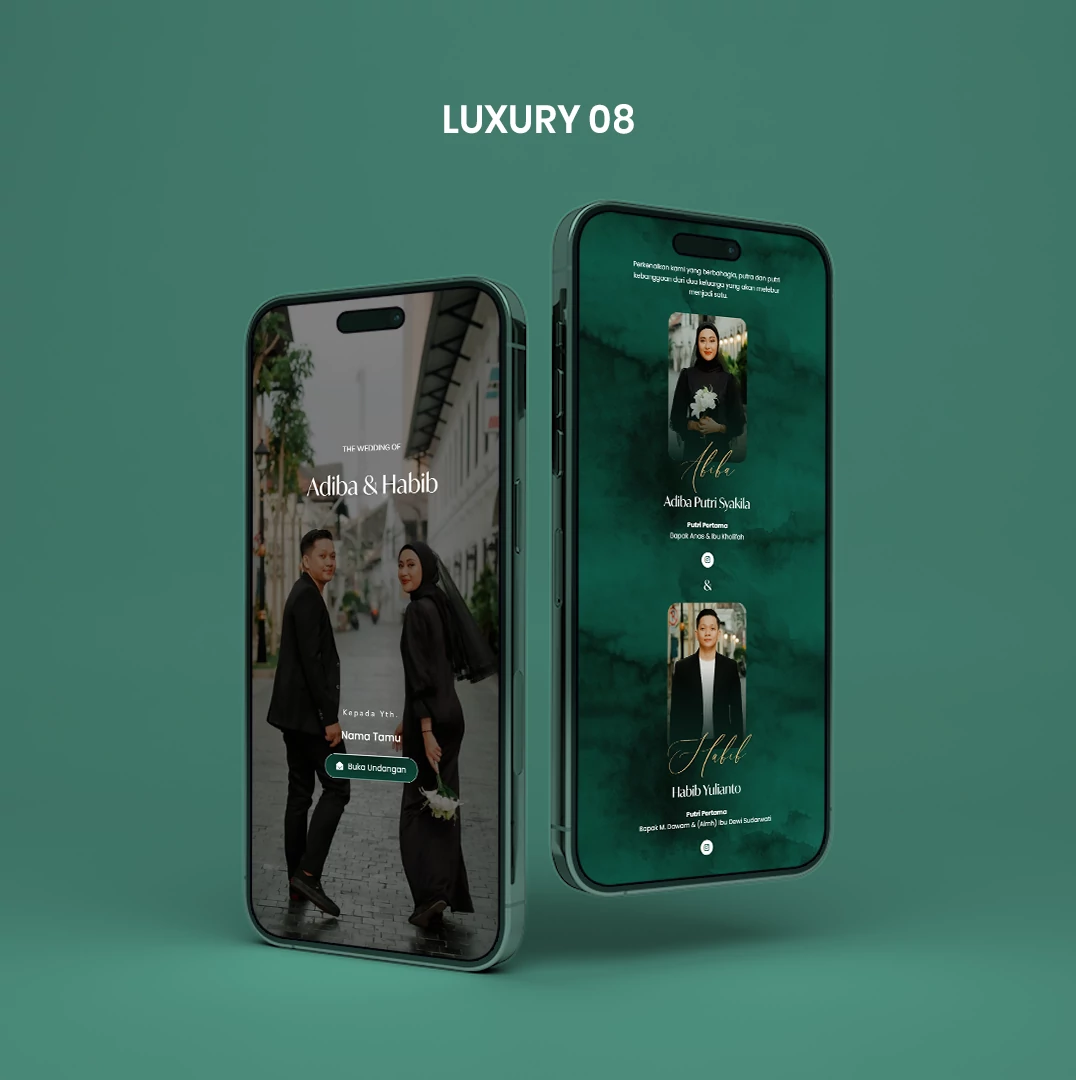 LUXURY 08
THE WEDDING OF
Adiba & Habib
Kepada Yth.
Nama Tamu
Buka Undangan
Perkenalkan kami yang berbahagia, putra dan putri
kebanggaan dari dua keluarga yang akan melebur
menjadi satu.
Abiba
Adiba Putri Syakila
Putri Pertama
Bapak Anas & Ibu Kholifah
&
Habib
Habib Yulianto
Putri Pertama
Bapak M. Dawam & (Almh) Ibu Dewi Sudarwati